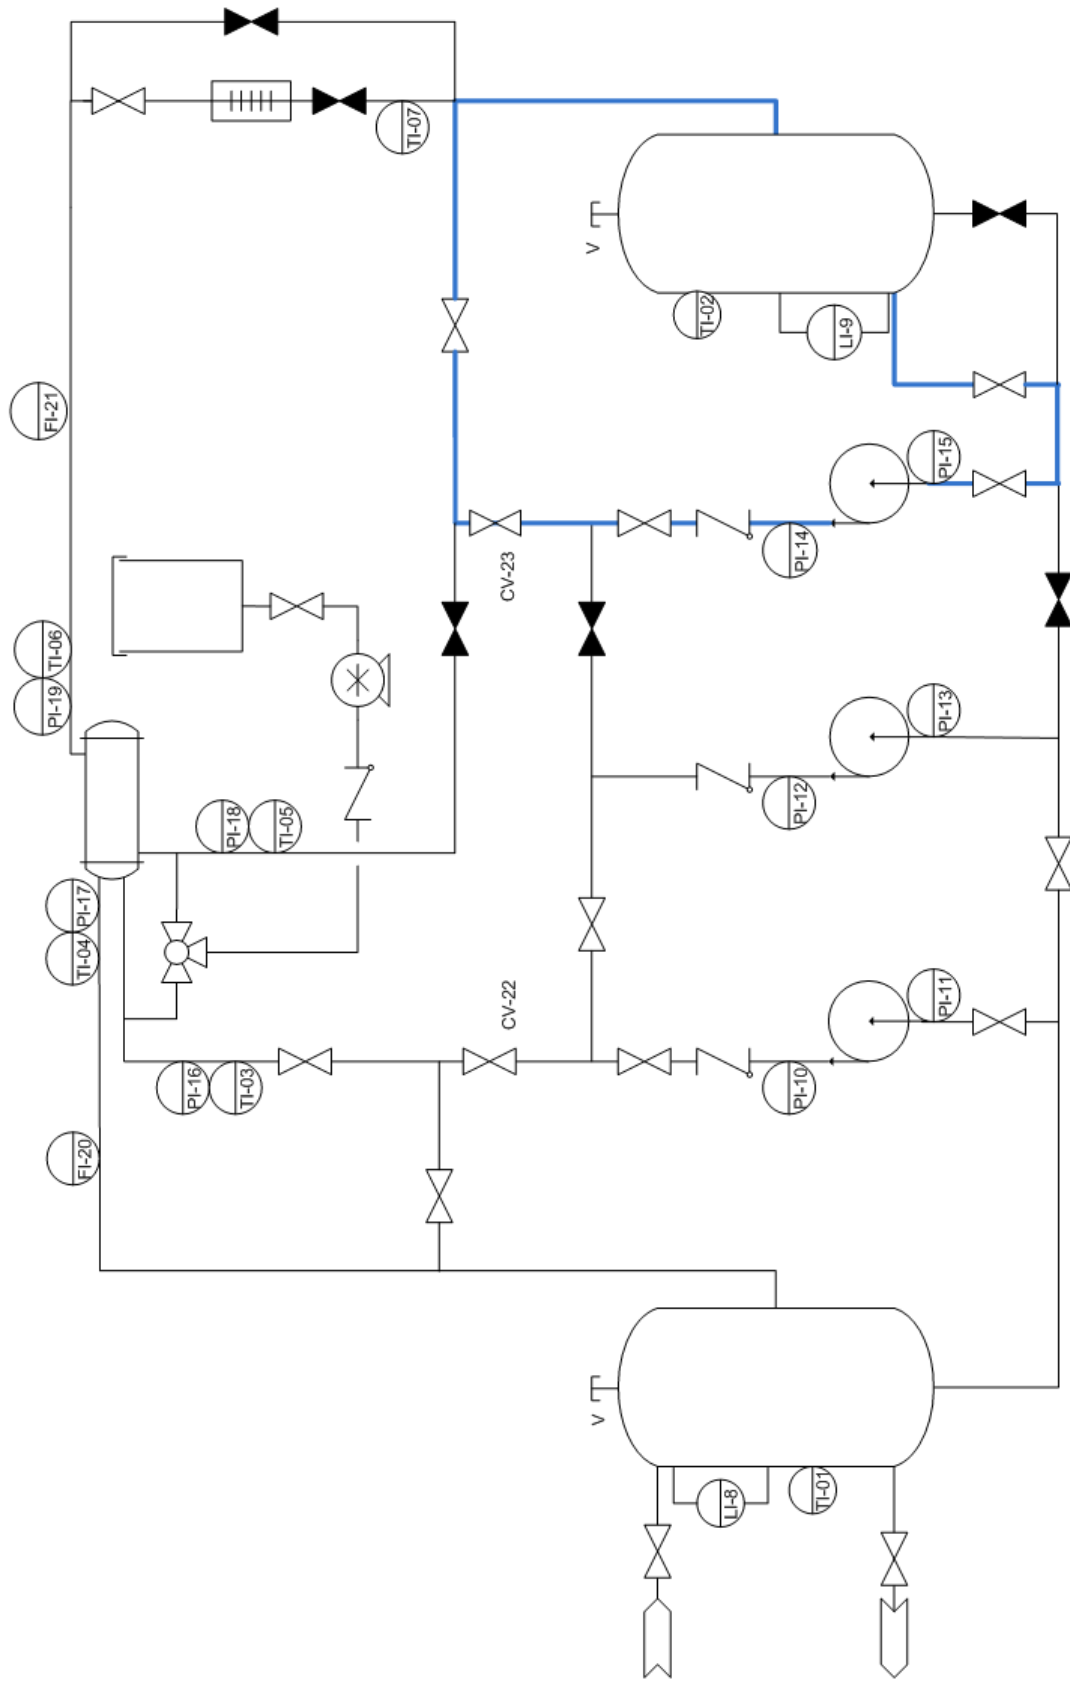 TI-07
V
TI-02
LI-9
FI-21
PI-15
PI-14
CV-23
TI-06
PI-19
PI-13
PI-12
PI-18
TI-05
PI-17
TI-04
PI-11
CV-22
PI-16
TI-03
PI-10
FI-20
V
LI-8
TI-01